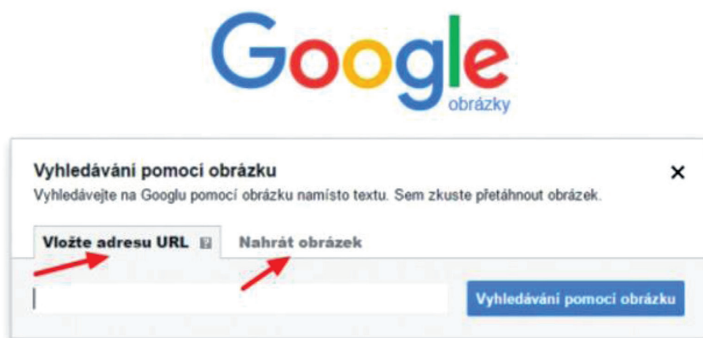 Google
obrázky
Vyhledávání pomocí obrázku
Vyhledávejte na Googlu pomocí obrázku namísto textu. Sem zkuste přetáhnout obrázek.
Vložte adresu URL ? Nahrát obrázek
Vyhledávání pomocí obrázku